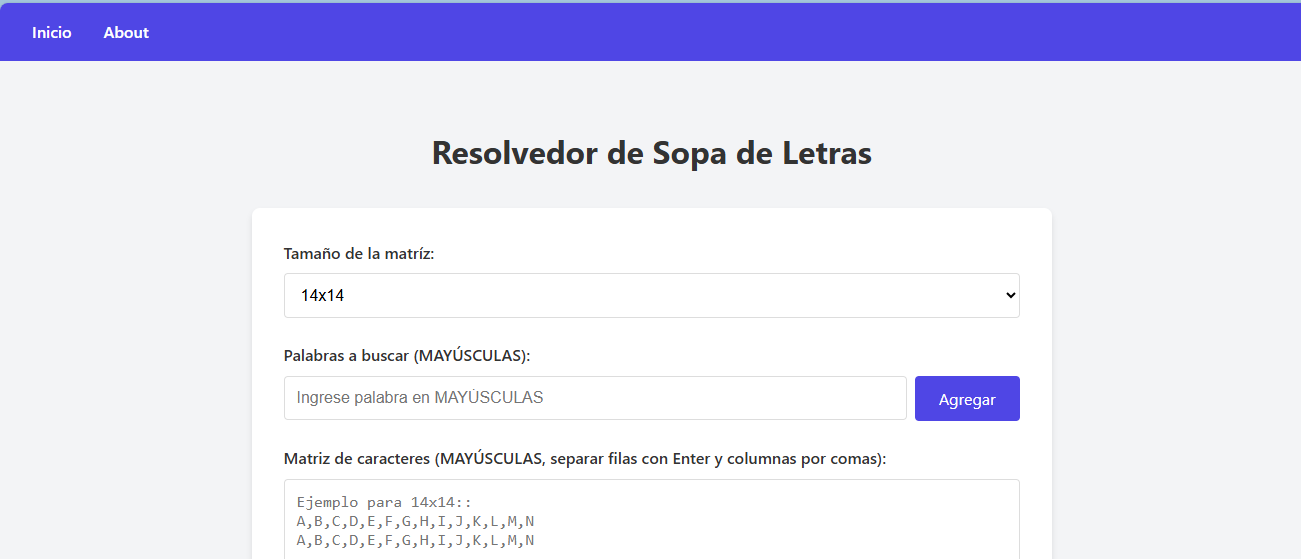 Inicio About
Resolvedor de Sopa de Letras
Tamaño de la matríz:
14x14
Palabras a buscar (MAYÚSCULAS):
Ingrese palabra en MAYÚSCULAS
Agregar
Matriz de caracteres (MAYÚSCULAS, separar filas con Enter y columnas por comas):
Ejemplo para 14x14::
A,B,C,D,E,F,G,H,I,J,K,L,M,N
A,B,C,D,E,F,G,H,I,J,K,L,M,N